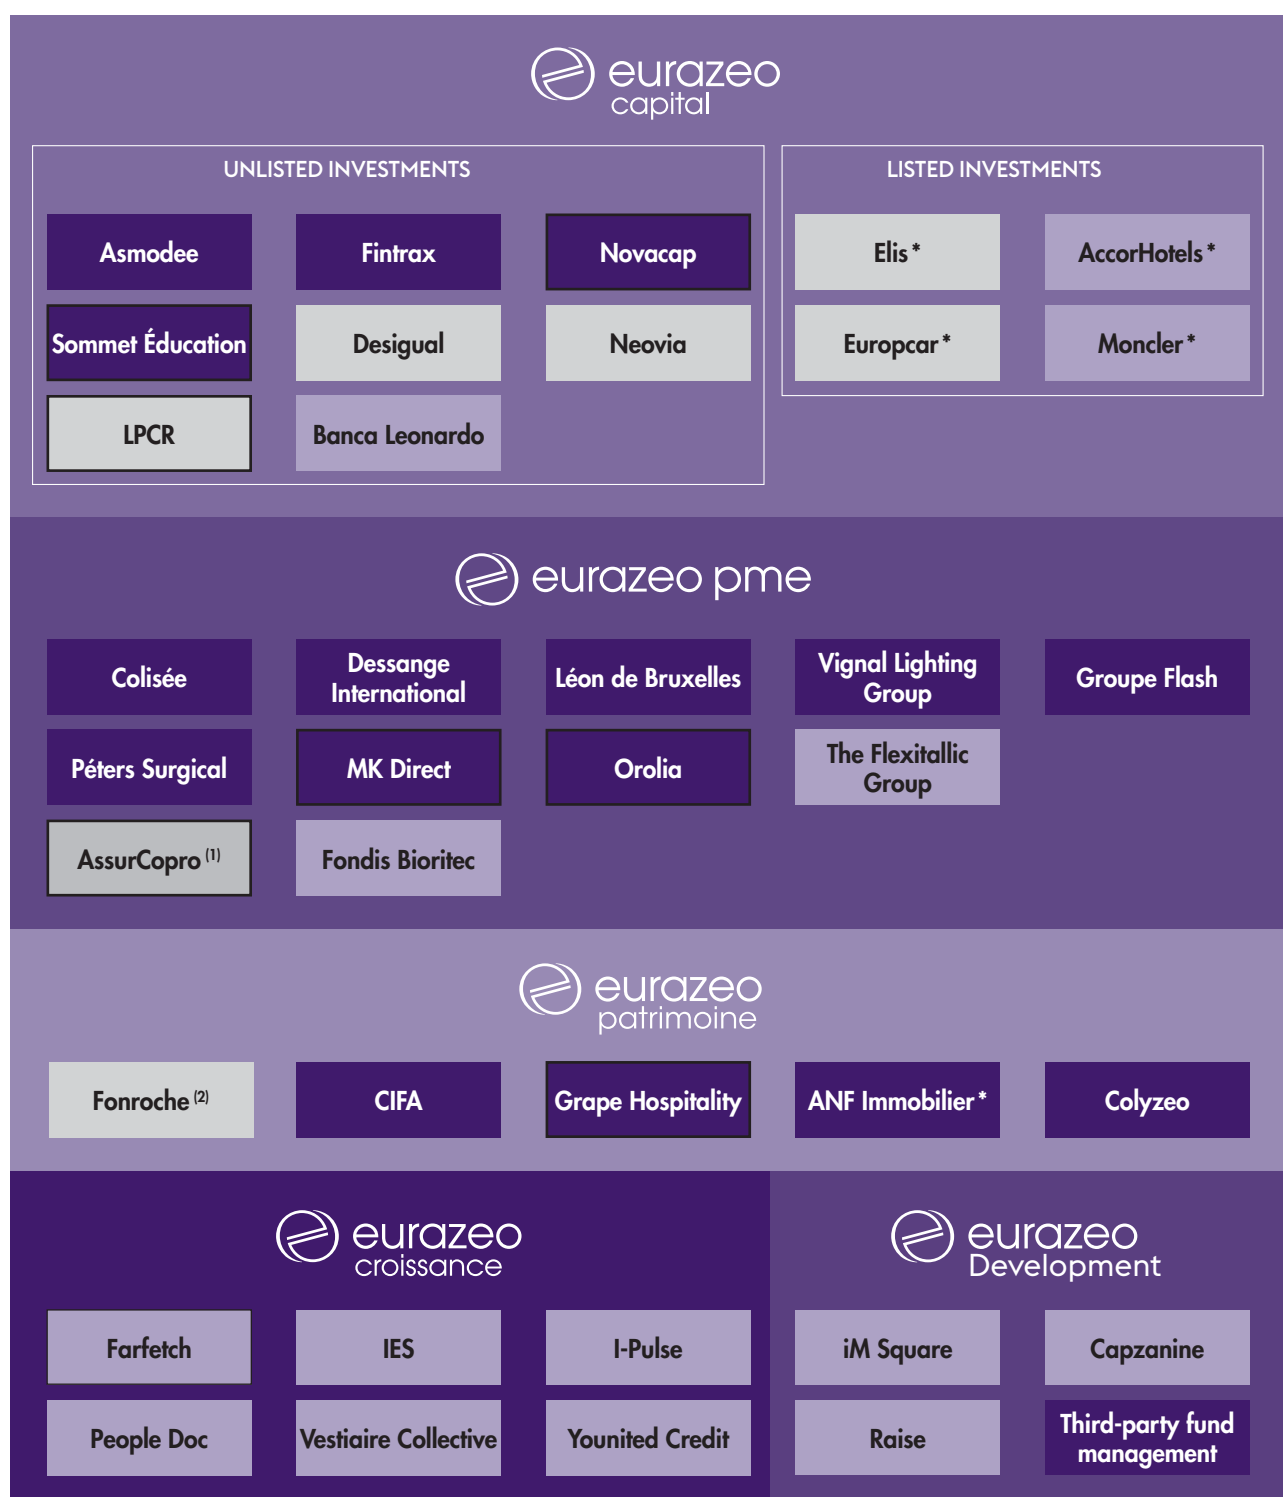 eurazeo
capital
UNLISTED INVESTMENTS
LISTED INVESTMENTS
Asmodee
Fintrax
Novacap
Elis *
AccorHotels *
Sommet Éducation
Desigual
Neovia
Europcar *
Moncler *
LPCR
Banca Leonardo
eurazeo pme
Colisée
Dessange
International
Léon de Bruxelles
Vignal Lighting
Group
Groupe Flash
Péters Surgical
MK Direct
Orolia
The Flexitallic
Group
AssurCopro (1)
Fondis Bioritec
eurazeo
patrimoine
Fonroche (2)
CIFA
Grape Hospitality
ANF Immobilier *
Colyzeo
eurazeo
croissance
eurazeo
Development
Farfetch
IES
I-Pulse
iM Square
Capzanine
People Doc
Vestiaire Collective
Younited Credit
Raise
Third-party fund
management